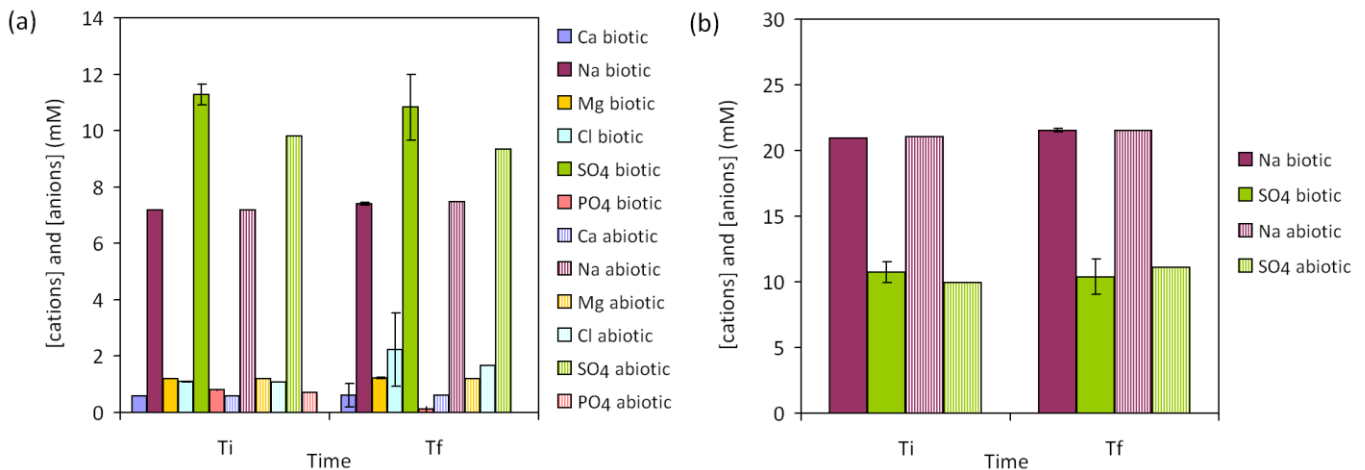 (a)
14
12
10
8
6
4
2
0
[cations] and [anions] (mM)
Ti
Tf
Time
Ca biotic
Na biotic
Mg biotic
Cl biotic
SO4 biotic
PO4 biotic
Ca abiotic
Na abiotic
Mg abiotic
Cl abiotic
SO4 abiotic
PO4 abiotic
(b)
30
25
20
15
10
5
0
[cations] and [anions] (mM)
Ti
Tf
Time
Na biotic
SO4 biotic
Na abiotic
SO4 abiotic